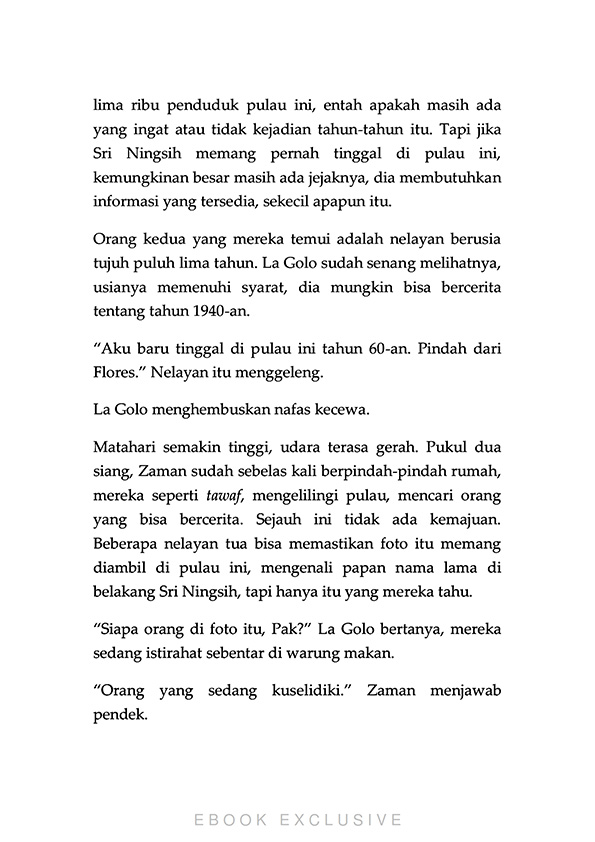 lima ribu penduduk pulau ini, entah apakah masih ada
yang ingat atau tidak kejadian tahun-tahun itu. Tapi jika
Sri Ningsih memang pernah tinggal di pulau ini,
kemungkinan besar masih ada jejaknya, dia membutuhkan
informasi yang tersedia, sekecil apapun itu.
Orang kedua yang mereka temui adalah nelayan berusia
tujuh puluh lima tahun. La Golo sudah senang melihatnya,
usianya memenuhi syarat, dia mungkin bisa bercerita
tentang tahun 1940-an.
“Aku baru tinggal di pulau ini tahun 60-an. Pindah dari
Flores.” Nelayan itu menggeleng.
La Golo menghembuskan nafas kecewa.
Matahari semakin tinggi, udara terasa gerah. Pukul dua
siang, Zaman sudah sebelas kali berpindah-pindah rumah,
mereka seperti tawaf, mengelilingi pulau, mencari orang
yang bisa bercerita. Sejauh ini tidak ada kemajuan.
Beberapa nelayan tua bisa memastikan foto itu memang
diambil di pulau ini, mengenali papan nama lama di
belakang Sri Ningsih, tapi hanya itu yang mereka tahu.
“Siapa orang di foto itu, Pak?” La Golo bertanya, mereka
sedang istirahat sebentar di warung makan.
“Orang yang sedang kuselidiki.” Zaman menjawab
pendek.
EBOOK EXCLUSIVE